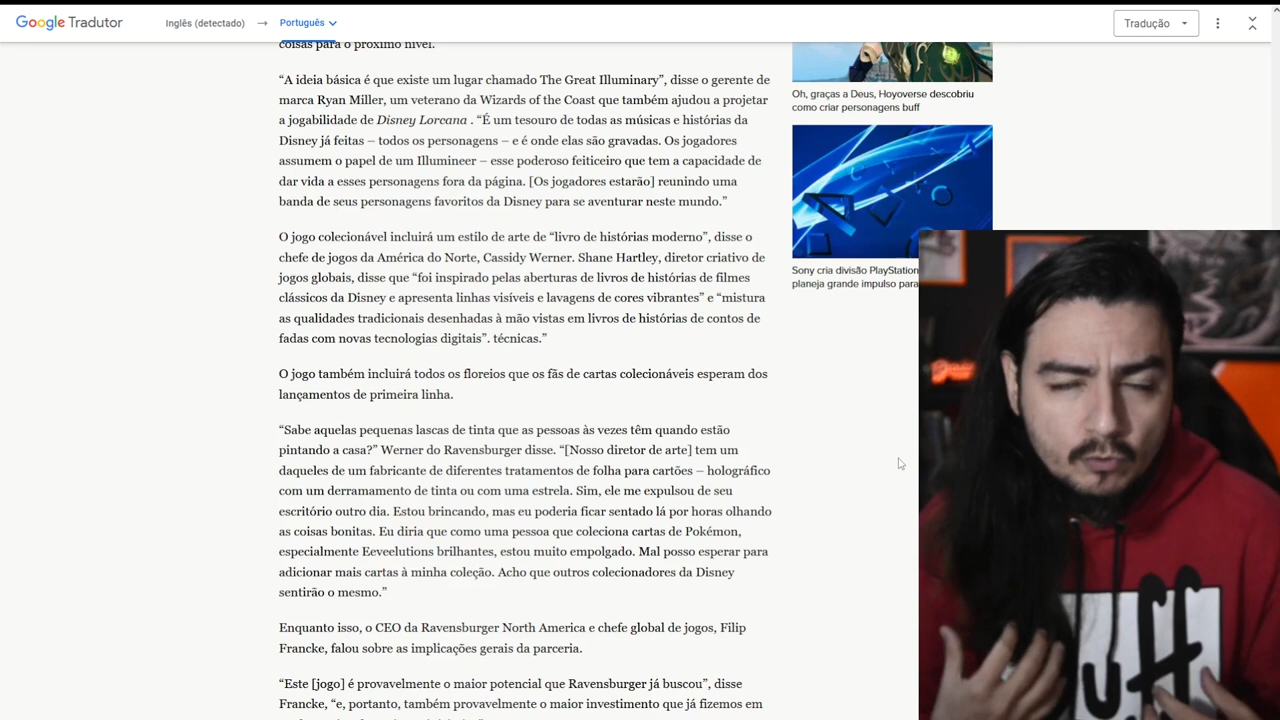 Google Tradutor
Inglês (detectado)
Português
Tradução
coisas para o próximo nível.
“A ideia básica é que existe um lugar chamado The Great Illuminary”, disse o gerente de
marca Ryan Miller, um veterano da Wizards of the Coast que também ajudou a projetar
a jogabilidade de Disney Lorcana . “É um tesouro de todas as músicas e histórias da
Disney já feitas – todos os personagens – e é onde elas são gravadas. Os jogadores
assumem o papel de um Illumineer – esse poderoso feiticeiro que tem a capacidade de
dar vida a esses personagens fora da página. [Os jogadores estarão] reunindo uma
banda de seus personagens favoritos da Disney para se aventurar neste mundo.”
O jogo colecionável incluirá um estilo de arte de “livro de histórias moderno”, disse o
chefe de jogos da América do Norte, Cassidy Werner. Shane Hartley, diretor criativo de
jogos globais, disse que “foi inspirado pelas aberturas de livros de histórias de filmes
clássicos da Disney e apresenta linhas visíveis e lavagens de cores vibrantes” e “mistura
as qualidades tradicionais desenhadas à mão vistas em livros de histórias de contos de
fadas com novas tecnologias digitais”. técnicas.”
O jogo também incluirá todos os floreios que os fãs de cartas colecionáveis esperam dos
lançamentos de primeira linha.
“Sabe aquelas pequenas lascas de tinta que as pessoas às vezes têm quando estão
pintando a casa?” Werner do Ravensburger disse. “[Nosso diretor de arte] tem um
daqueles de um fabricante de diferentes tratamentos de folha para cartões – holográfico
com um derramamento de tinta ou com uma estrela. Sim, ele me expulsou de seu
escritório outro dia. Estou brincando, mas eu poderia ficar sentado lá por horas olhando
as coisas bonitas. Eu diria que como uma pessoa que coleciona cartas de Pokémon,
especialmente Eeveelutions brilhantes, estou muito empolgado. Mal posso esperar para
adicionar mais cartas à minha coleção. Acho que outros colecionadores da Disney
sentirão o mesmo.”
Enquanto isso, o CEO da Ravensburger North America e chefe global de jogos, Filip
Francke, falou sobre as implicações gerais da parceria.
“Este [jogo] é provavelmente o maior potencial que Ravensburger já buscou”, disse
Francke, “e, portanto, também provavelmente o maior investimento que já fizemos em
Oh, graças a Deus, Hoyoverse descobriu
como criar personagens buff
Sony cria divisão PlayStation
planeja grande impulso para